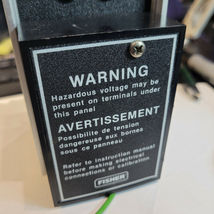 WARNING
Hazardous voltage may be
present on terminals under
this panel
AVERTISSEMENT
Possibilite de tension
dangereuse aux bornes
sous ce panneau
Refer to instruction manual
before making electrical
connections or calibration
FISHER